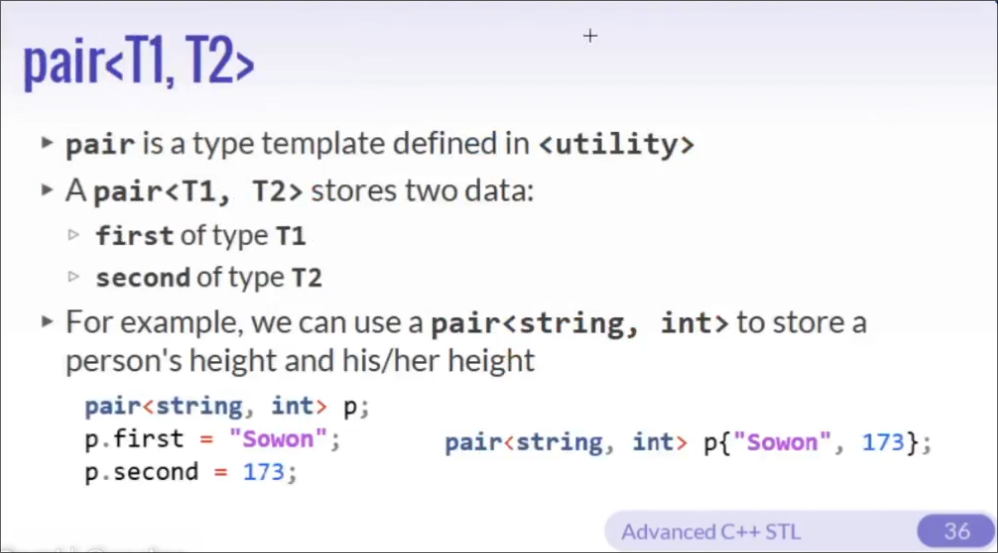 pair<T1, T2>
pair is a type template defined in <utility>
A pair<T1, T2> stores two data:
first of type T1
second of type T2
For example, we can use a pair<string, int> to store a
person's height and his/her height
pair<string, int> p;
p.first = "Sowon";
p.second = 173;
pair<string, int> p{"Sowon", 173};
Advanced C++ STL
36